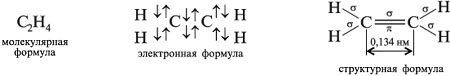 C₂H₄
молекулярная
формула
H ↓↑ ↓↑ ↑↓ H
C C
H ↓↑ ↓↑ ↑↓ H
электронная формула
H σ σ σ H
C C
H σ π σ H
0,134 нм
структурная формула